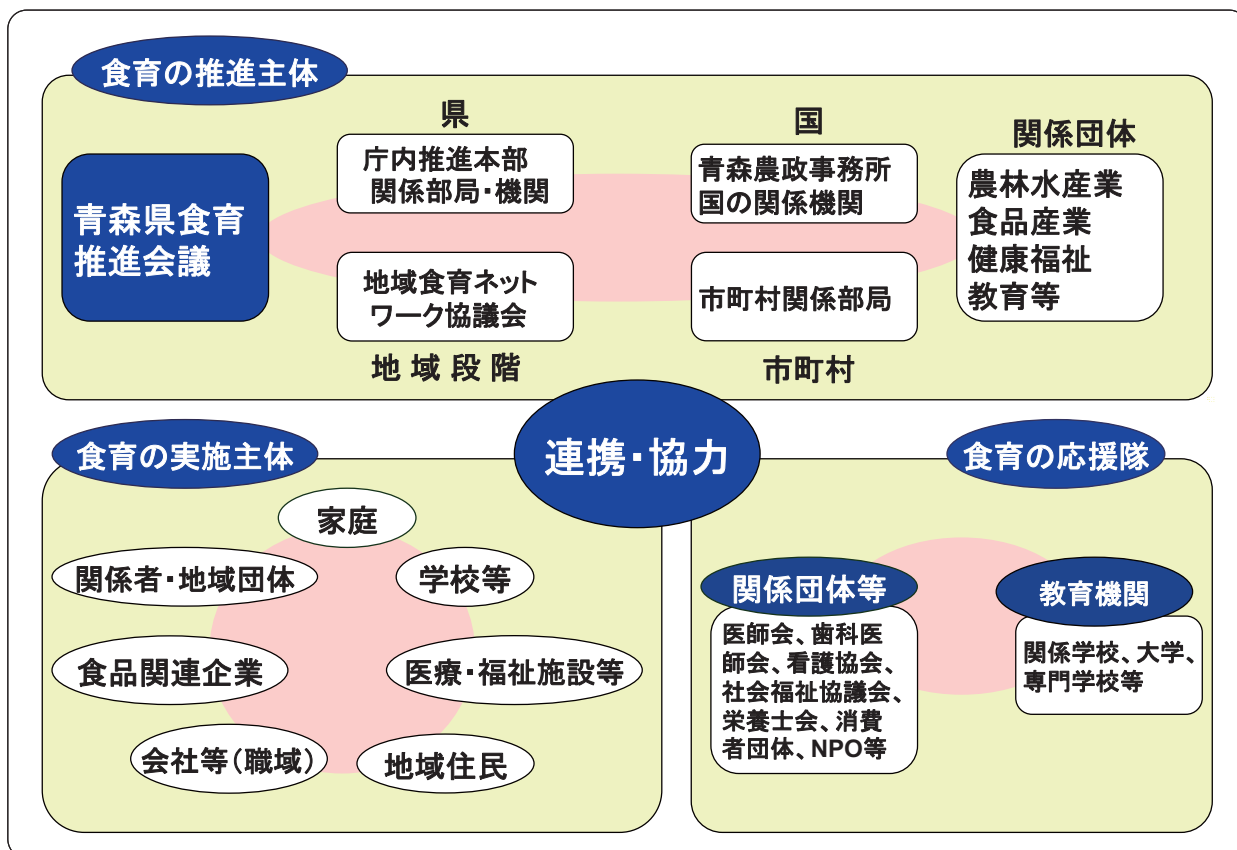 食育の推進主体
青森県食育
推進会議
県
庁内推進本部
関係部局・機関
国
青森農政事務所
国の関係機関
関係団体
農林水産業
食品産業
健康福祉
教育等
地域食育ネット
ワーク協議会
地域段階
市町村関係部局
市町村
連携・協力
食育の実施主体
家庭
関係者・地域団体
学校等
食品関連企業
医療・福祉施設等
会社等(職域)
地域住民
食育の応援隊
関係団体等
医師会、歯科医
師会、看護協会、
社会福祉協議会、
栄養士会、消費
者団体、NPO等
教育機関
関係学校、大学、
専門学校等